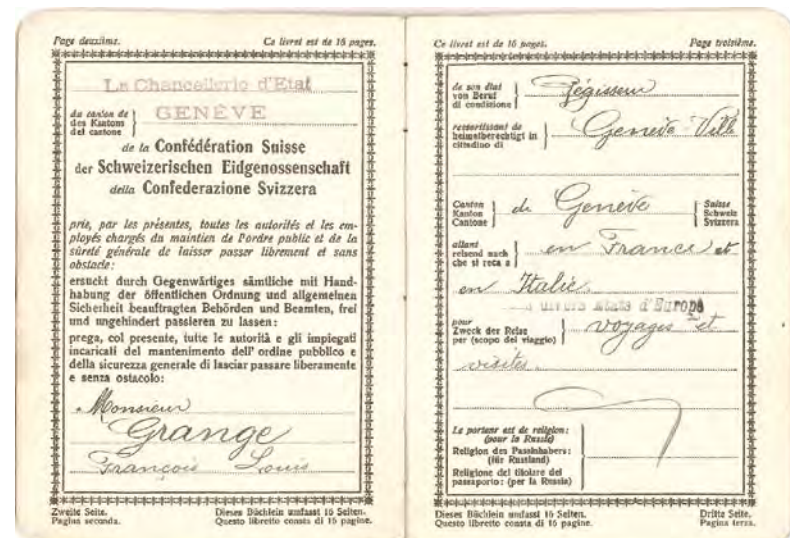 Page deuxième. Ce livret est de 16 pages.
La Chancellerie d'Etat
du canton de
des Kantons
del cantone
GENÈVE
de la Confédération Suisse
der Schweizerischen Eidgenossenschaft
della Confederazione Svizzera
prie, par les présentes, toutes les autorités et les em-
ployés chargés du maintien de l'ordre public et de la
sûreté générale de laisser passer librement et sans
obstacle:
ersucht durch Gegenwärtiges sämtliche mit Hand-
habung der öffentlichen Ordnung und allgemeinen
Sicherheit beauftragten Behörden und Beamten, frei
und ungehindert passieren zu lassen:
prega, col presente, tutte le autorità e gli impiegati
incaricati del mantenimento dell' ordine pubblico e
della sicurezza generale di lasciar passare liberamente
e senza ostacolo:
Monsieur
Grange
François Louis
Zweite Seite. Dieses Büchlein umfasst 16 Seiten.
Pagina seconda. Questo libretto consta di 16 pagine.
Ce livret est de 16 pages. Page troisième.
de son état
von Beruf
di condizione
Régisseur
ressortissant de
heimatberechtigt in
cittadino di
Genève Ville
Canton
Kanton
Cantone
de Genève
Suisse
Schweiz
Svizzera
allant
reisend nach
che si reca a
en France et
en Italie.
divers Etats d'Europe
pour
Zweck der Reise
per (scopo del viaggio)
voyages et
visites.
Le porteur est de religion:
(pour la Russie)
Religion des Passinhabers:
(für Russland)
Religione del titolare del
passaporto: (per la Russia)
Dieses Büchlein umfasst 16 Seiten. Dritte Seite.
Questo libretto consta di 16 pagine. Pagina terza.